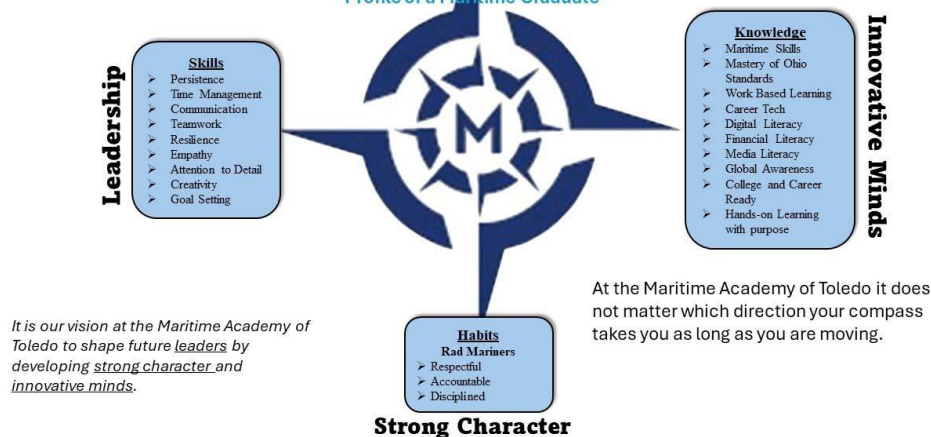 Profile of a Maritime Graduate
Leadership
Skills
➢ Persistence
➢ Time Management
➢ Communication
➢ Teamwork
➢ Resilience
➢ Empathy
➢ Attention to Detail
➢ Creativity
➢ Goal Setting
M
Knowledge
➢ Maritime Skills
➢ Mastery of Ohio
Standards
➢ Work Based Learning
➢ Career Tech
➢ Digital Literacy
➢ Financial Literacy
➢ Media Literacy
➢ Global Awareness
➢ College and Career
Ready
➢ Hands-on Learning
with purpose
Innovative Minds
It is our vision at the Maritime Academy of
Toledo to shape future leaders by
developing strong character and
innovative minds.
Habits
Rad Mariners
➢ Respectful
➢ Accountable
➢ Disciplined
Strong Character
At the Maritime Academy of Toledo it does
not matter which direction your compass
takes you as long as you are moving.